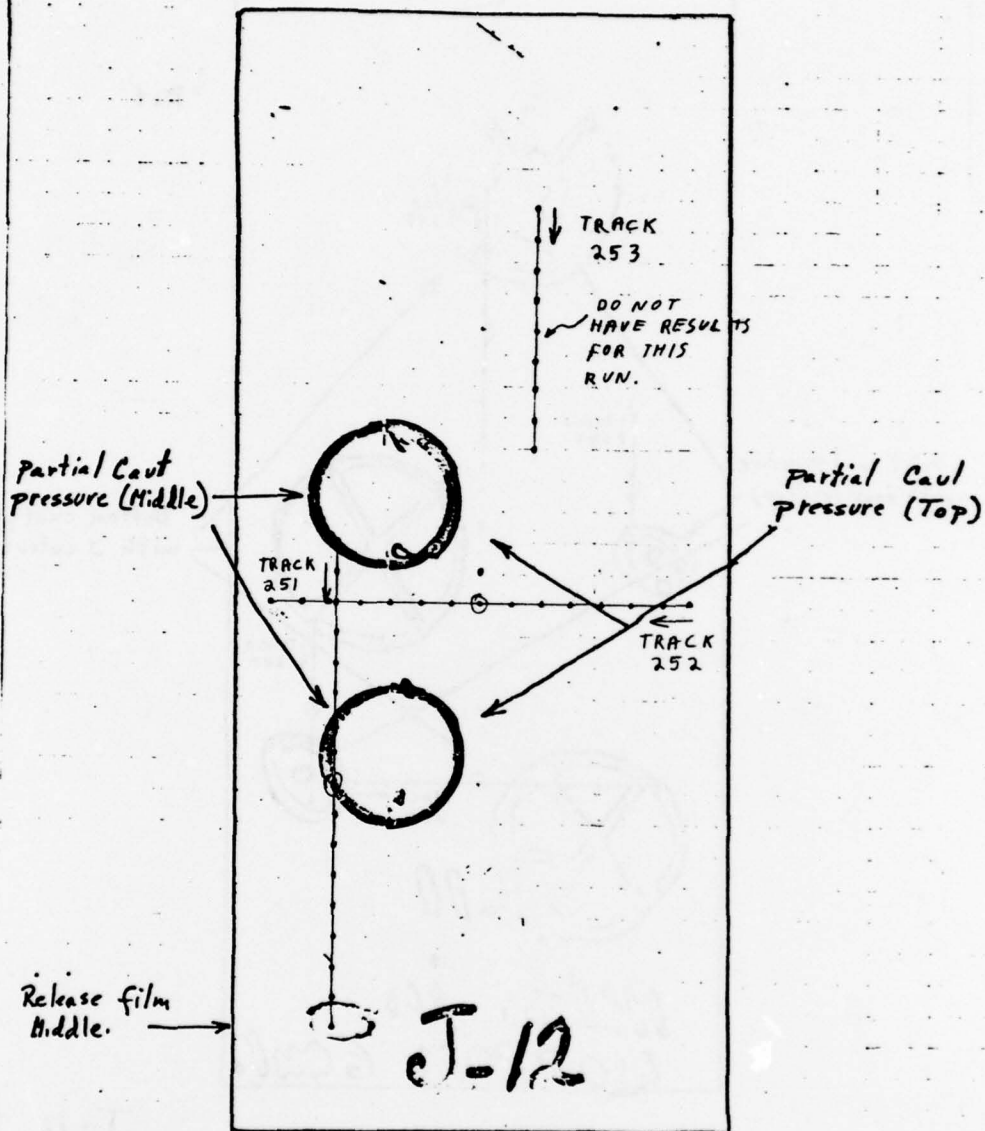 TRACK
253
DO NOT
HAVE RESULTS
FOR THIS
RUN.
Partial Caut
pressure (Middle)
Partial Caul
pressure (Top)
TRACK
251
TRACK
252
Release film
Middle.
J-12